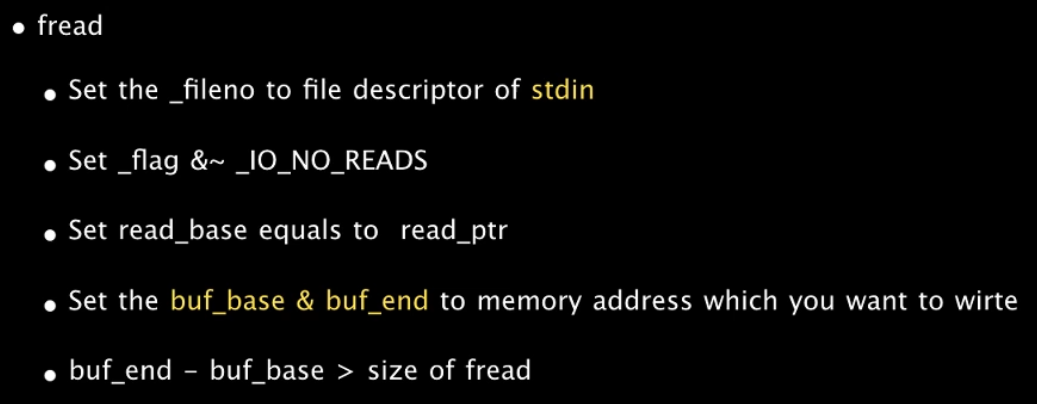 • fread
• Set the _fileno to file descriptor of stdin
• Set _flag &~ _IO_NO_READS
• Set read_base equals to read_ptr
• Set the buf_base & buf_end to memory address which you want to wirte
• buf_end – buf_base > size of fread